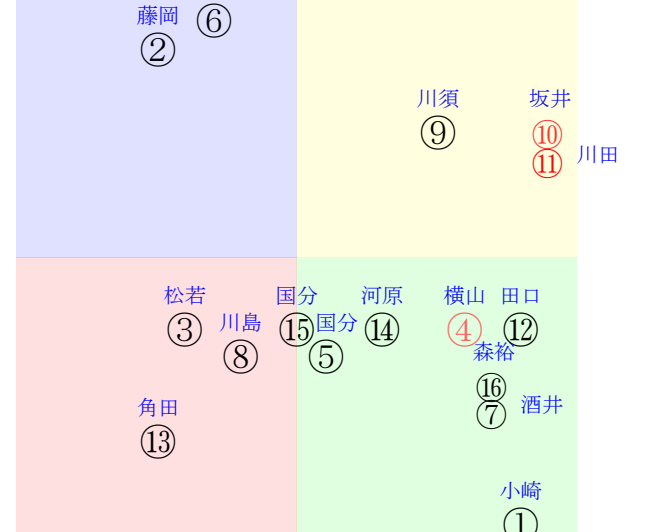 藤岡 ⑥
②
川須 坂井
⑨ ⑩
⑪ 川田
松若 国分 河原 横山 田口
③ 川島 ⑮ 国分 ⑭ ④ ⑫
⑧ ⑤ 森裕
⑯
角田 ⑦ 酒井
⑬
小崎
①